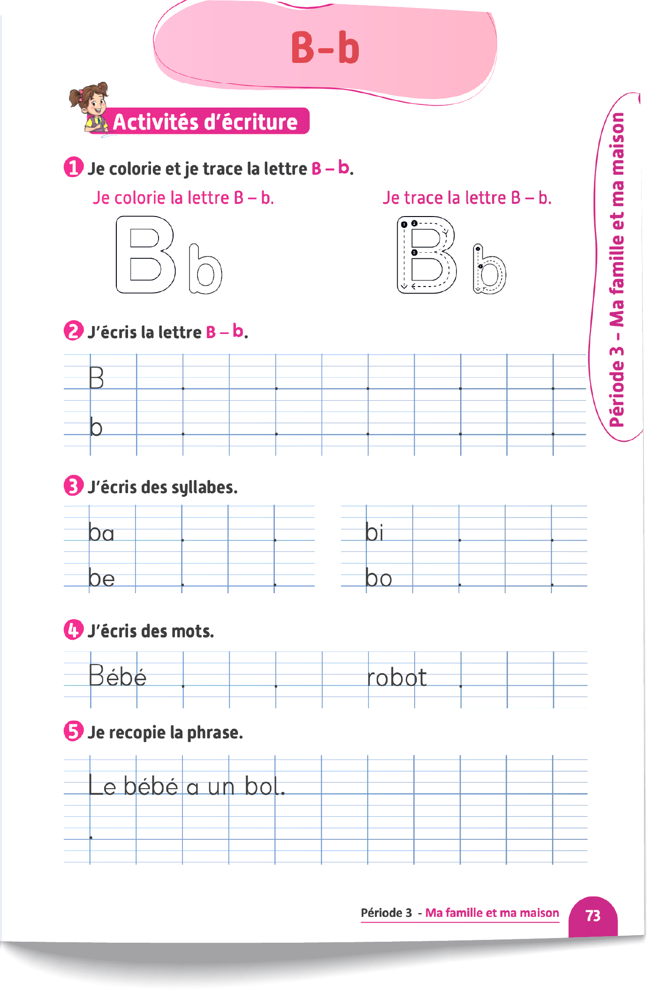 B-b
Activités d'écriture
1 Je colorie et je trace la lettre B – b.
Je colorie la lettre B – b.
Je trace la lettre B – b.
B b
1 2 3 B b
2 J'écris la lettre B – b.
B
b
3 J'écris des syllabes.
ba
bi
be
bo
4 J'écris des mots.
Bébé robot
5 Je recopie la phrase.
Le bébé a un bol.
Période 3 - Ma famille et ma maison
73
Période 3 – Ma famille et ma maison